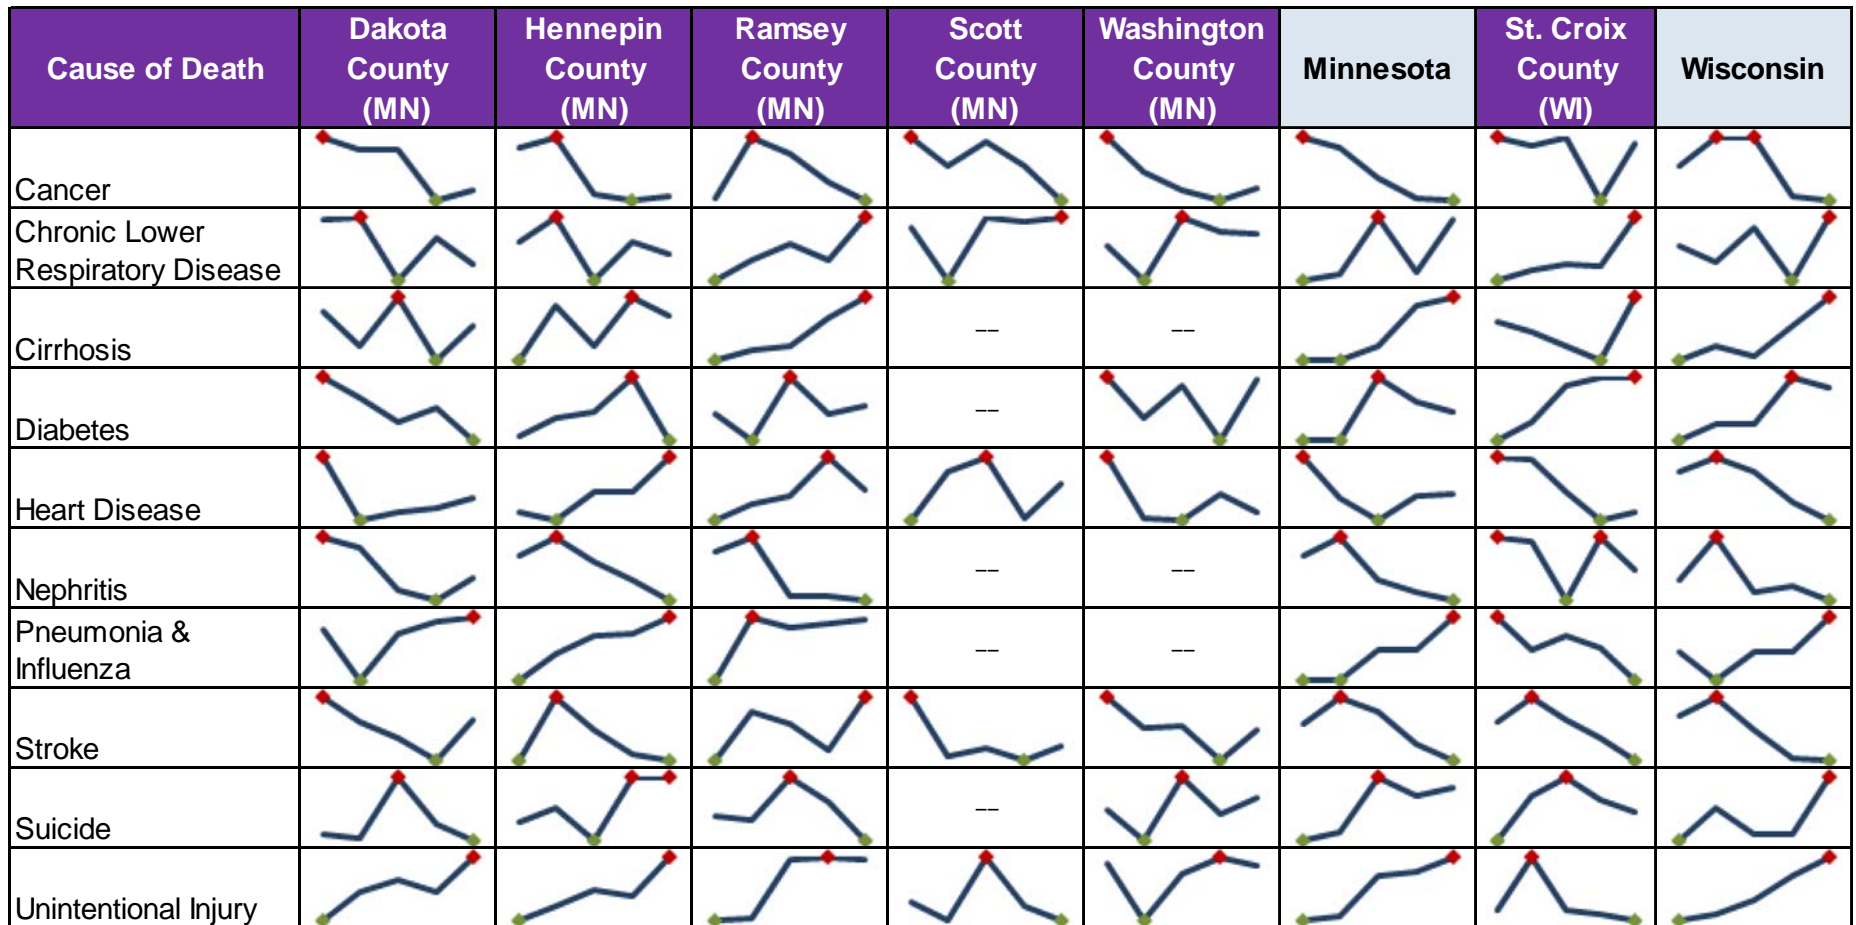 Cause of Death
Dakota
County
(MN)
Hennepin
County
(MN)
Ramsey
County
(MN)
Scott
County
(MN)
Washington
County
(MN)
Minnesota
St. Croix
County
(WI)
Wisconsin
Cancer
Chronic Lower
Respiratory Disease
Cirrhosis
--
--
Diabetes
--
Heart Disease
Nephritis
--
--
Pneumonia &
Influenza
--
--
Stroke
Suicide
--
Unintentional Injury